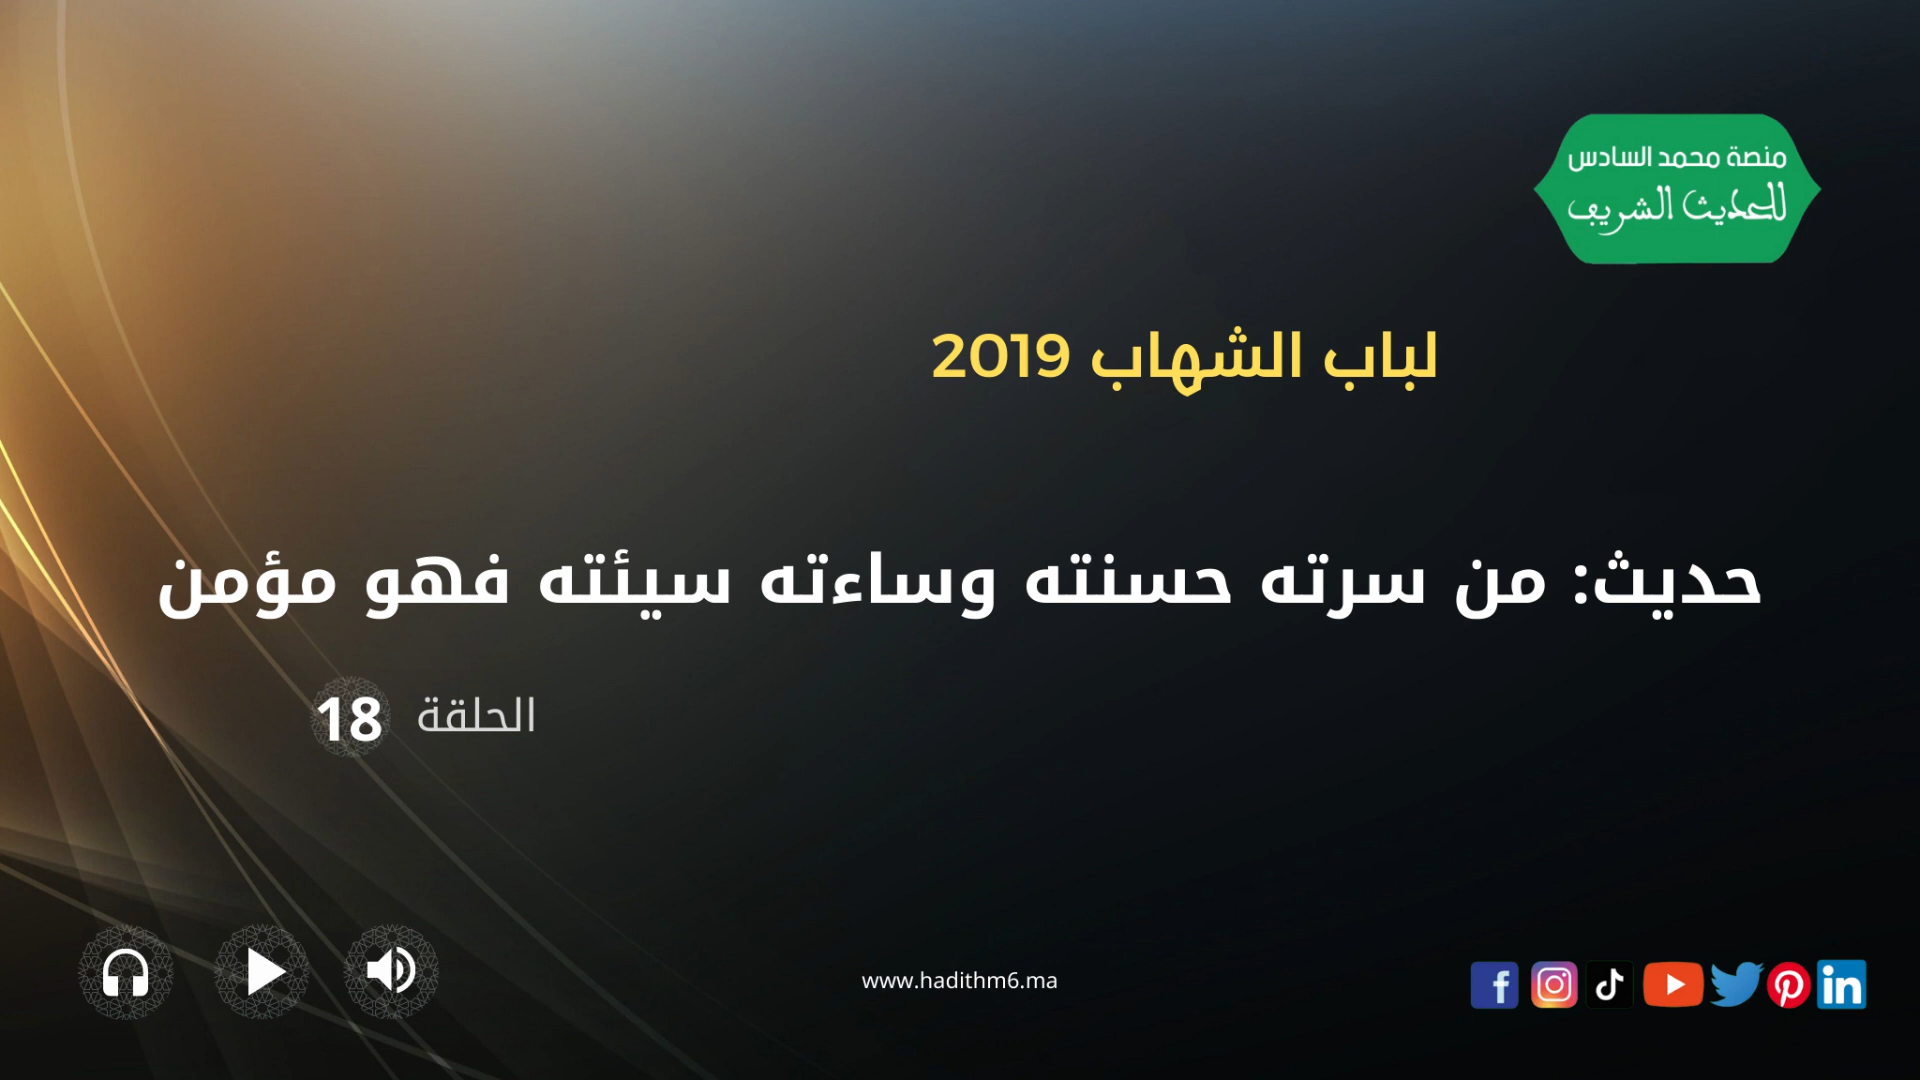 منصة محمد السادس
للحديث الشريف
لباب الشهاب 2019
حديث: من سرته حسنته وساءته سيئته فهو مؤمن
الحلقة 18
www.hadithm6.ma